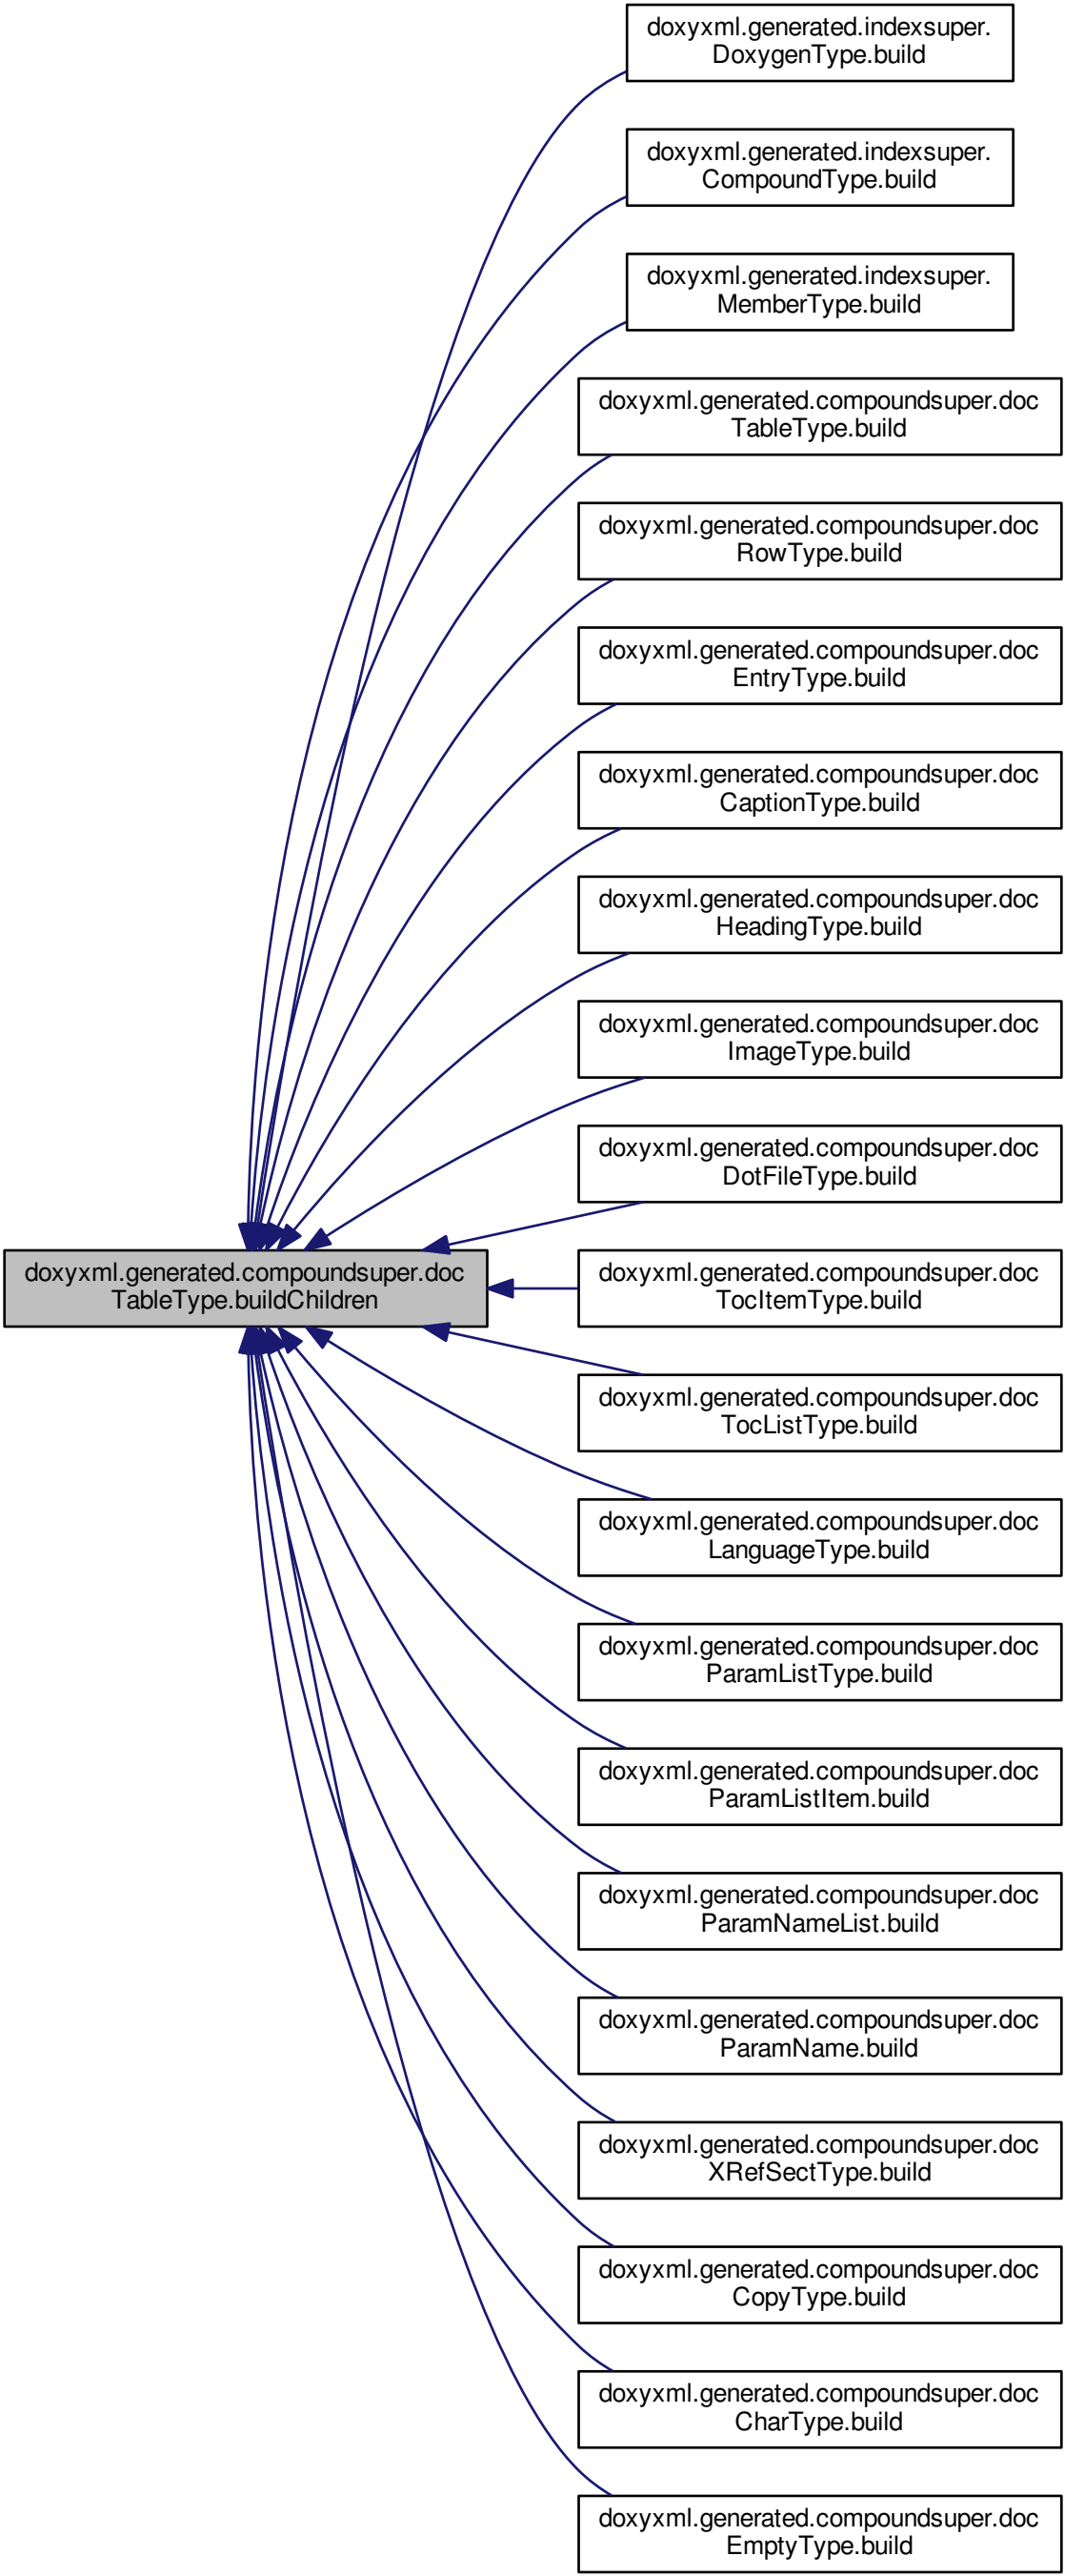 doxyxml.generated.indexsuper.
DoxygenType.build
doxyxml.generated.indexsuper.
CompoundType.build
doxyxml.generated.indexsuper.
MemberType.build
doxyxml.generated.compoundsuper.doc
TableType.build
doxyxml.generated.compoundsuper.doc
RowType.build
doxyxml.generated.compoundsuper.doc
EntryType.build
doxyxml.generated.compoundsuper.doc
CaptionType.build
doxyxml.generated.compoundsuper.doc
HeadingType.build
doxyxml.generated.compoundsuper.doc
ImageType.build
doxyxml.generated.compoundsuper.doc
DotFileType.build
doxyxml.generated.compoundsuper.doc
TableType.buildChildren
doxyxml.generated.compoundsuper.doc
TocItemType.build
doxyxml.generated.compoundsuper.doc
TocListType.build
doxyxml.generated.compoundsuper.doc
LanguageType.build
doxyxml.generated.compoundsuper.doc
ParamListType.build
doxyxml.generated.compoundsuper.doc
ParamListItem.build
doxyxml.generated.compoundsuper.doc
ParamNameList.build
doxyxml.generated.compoundsuper.doc
ParamName.build
doxyxml.generated.compoundsuper.doc
XRefSectType.build
doxyxml.generated.compoundsuper.doc
CopyType.build
doxyxml.generated.compoundsuper.doc
CharType.build
doxyxml.generated.compoundsuper.doc
EmptyType.build